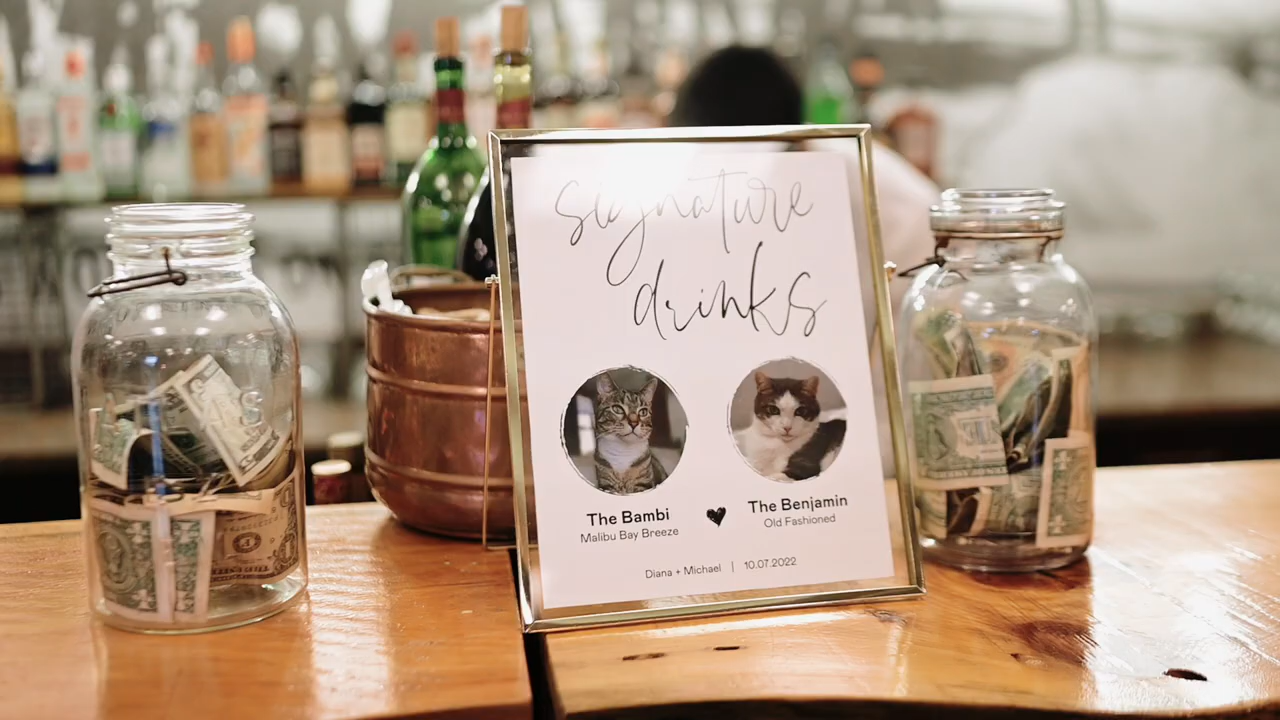 signature
drinks
The Bambi
Malibu Bay Breeze
The Benjamin
Old Fashioned
Diana + Michael | 10.07.2022